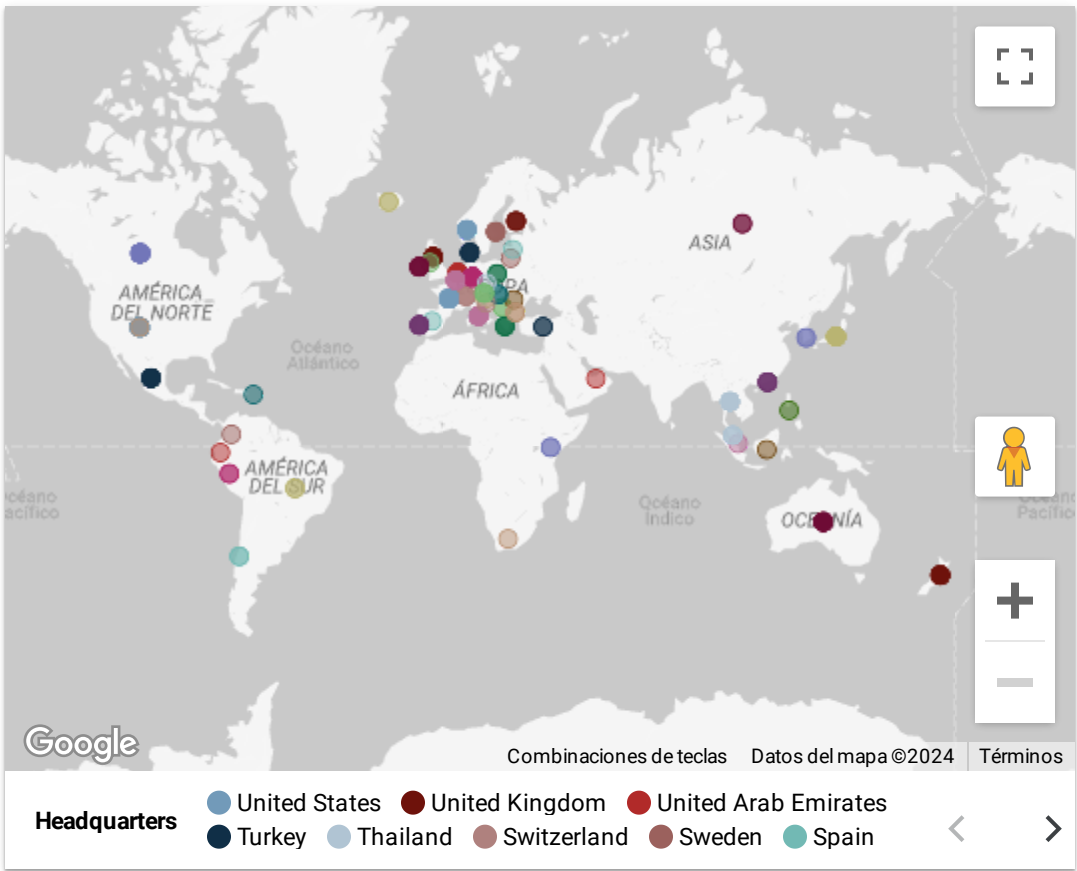 ASIA
AMÉRICA
DEL NORTE
Océano
Atlántico
ÁFRICA
AMÉRICA
DEL SUR
Océano
Índico
Pacífico
Google
Combinaciones de teclas Datos del mapa ©2024 Términos
Headquarters
United States United Kingdom United Arab Emirates
Turkey Thailand Switzerland Sweden Spain